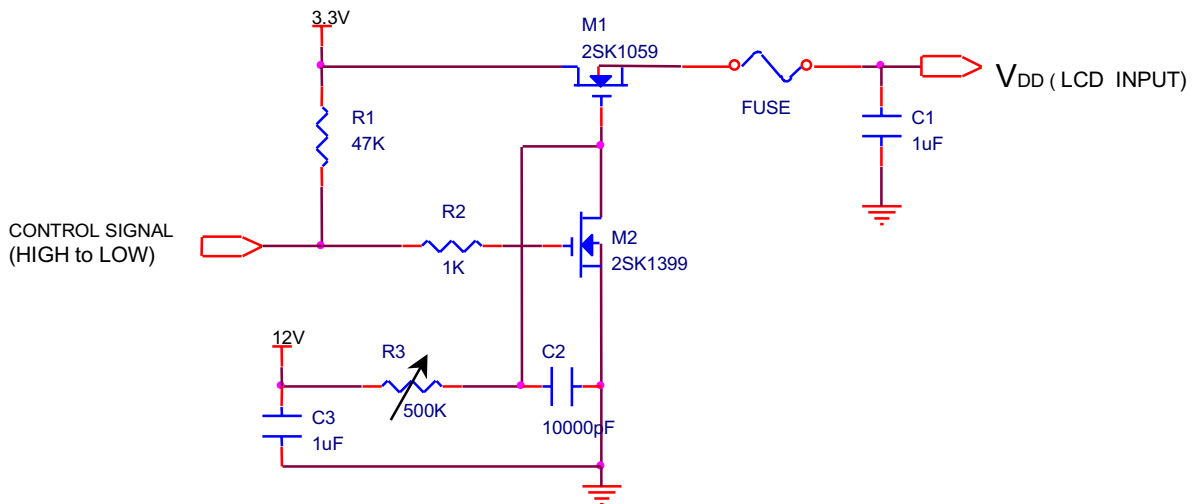 3.3V
M1
2SK1059
FUSE
VDD ( LCD INPUT)
R1
47K
C1
1uF
CONTROL SIGNAL
(HIGH to LOW)
R2
1K
M2
2SK1399
12V
R3
500K
C2
10000pF
C3
1uF